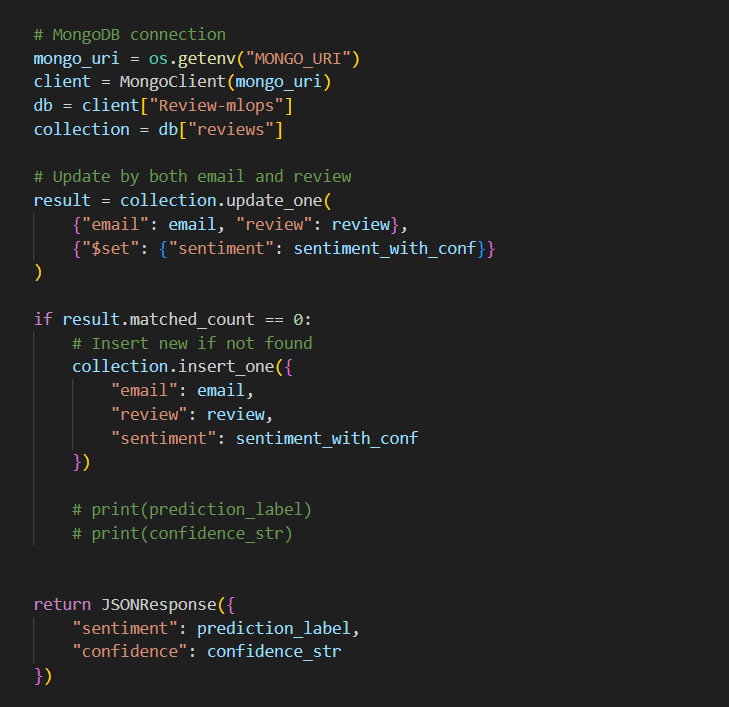 # MongoDB connection
mongo_uri = os.getenv("MONGO_URI")
client = MongoClient(mongo_uri)
db = client["Review-mlops"]
collection = db["reviews"]

# Update by both email and review
result = collection.update_one(
    {"email": email, "review": review},
    {"$set": {"sentiment": sentiment_with_conf}}
)

if result.matched_count == 0:
    # Insert new if not found
    collection.insert_one({
        "email": email,
        "review": review,
        "sentiment": sentiment_with_conf
    })

    # print(prediction_label)
    # print(confidence_str)


return JSONResponse({
    "sentiment": prediction_label,
    "confidence": confidence_str
})